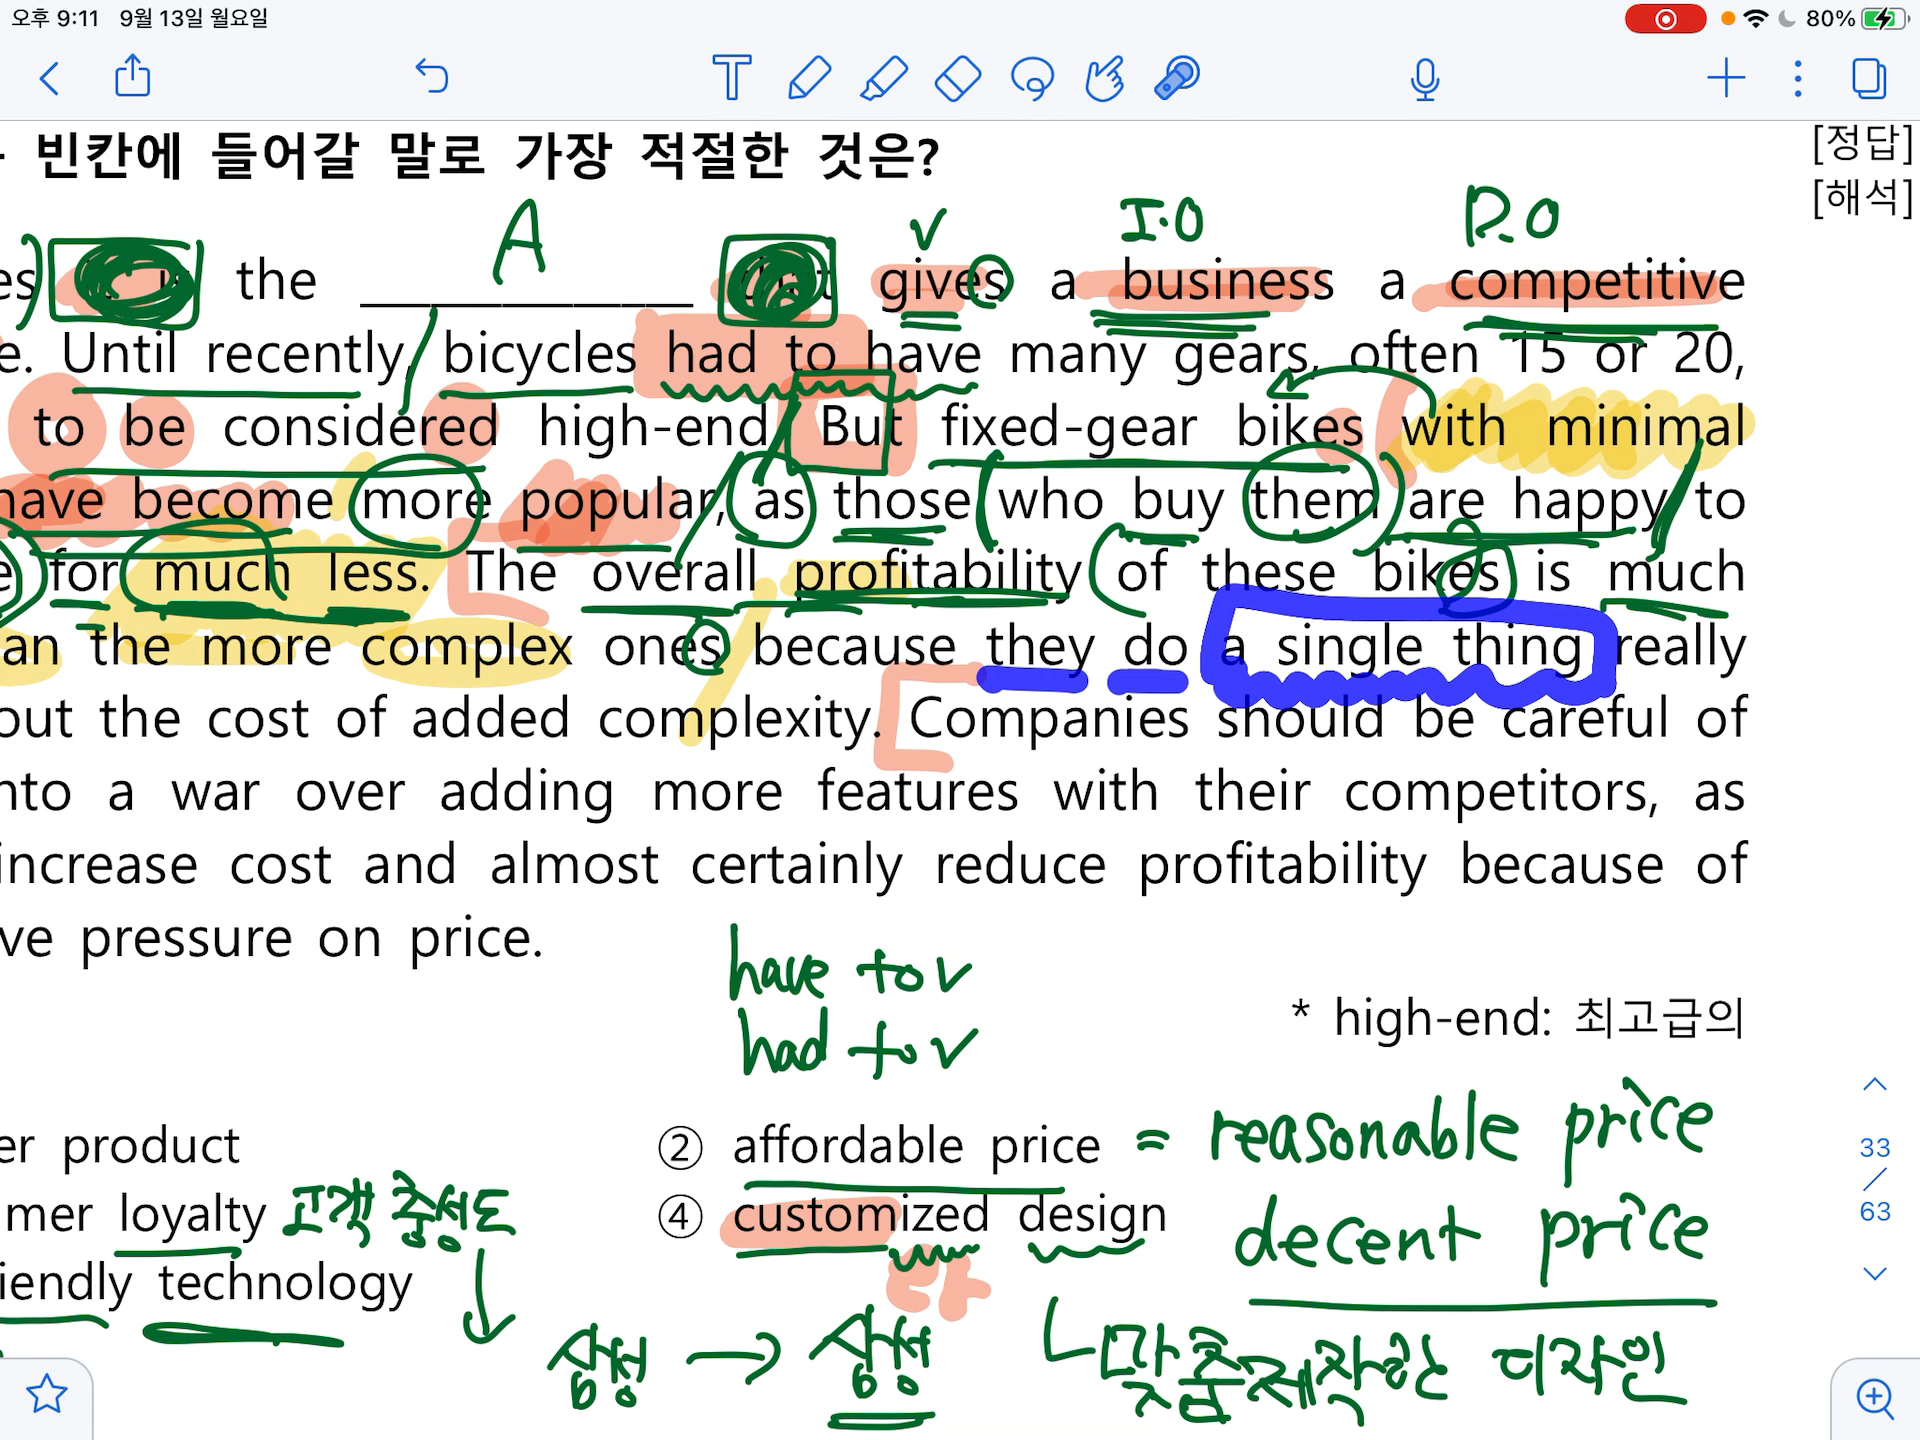 오후 9:11 9월 13일 월요일 80%
빈칸에 들어갈 말로 가장 적절한 것은?
[정답]
[해석]
A V I.O D.O
es) the ____________ that gives a business a competitive
e. Until recently, bicycles had to have many gears, often 15 or 20,
to be considered high-end. But fixed-gear bikes with minimal
have become more popular, as those who buy them are happy to
e for much less. The overall profitability of these bikes is much
an the more complex ones because they do a single thing really
out the cost of added complexity. Companies should be careful of
nto a war over adding more features with their competitors, as
increase cost and almost certainly reduce profitability because of
ve pressure on price.
have to v
had to v
* high-end: 최고급의
er product
② affordable price = reasonable price
mer loyalty 고객 충성도
④ customized design
decent price
iendly technology
삼성 → 삼성
맞춤제작한 디자인
33
63